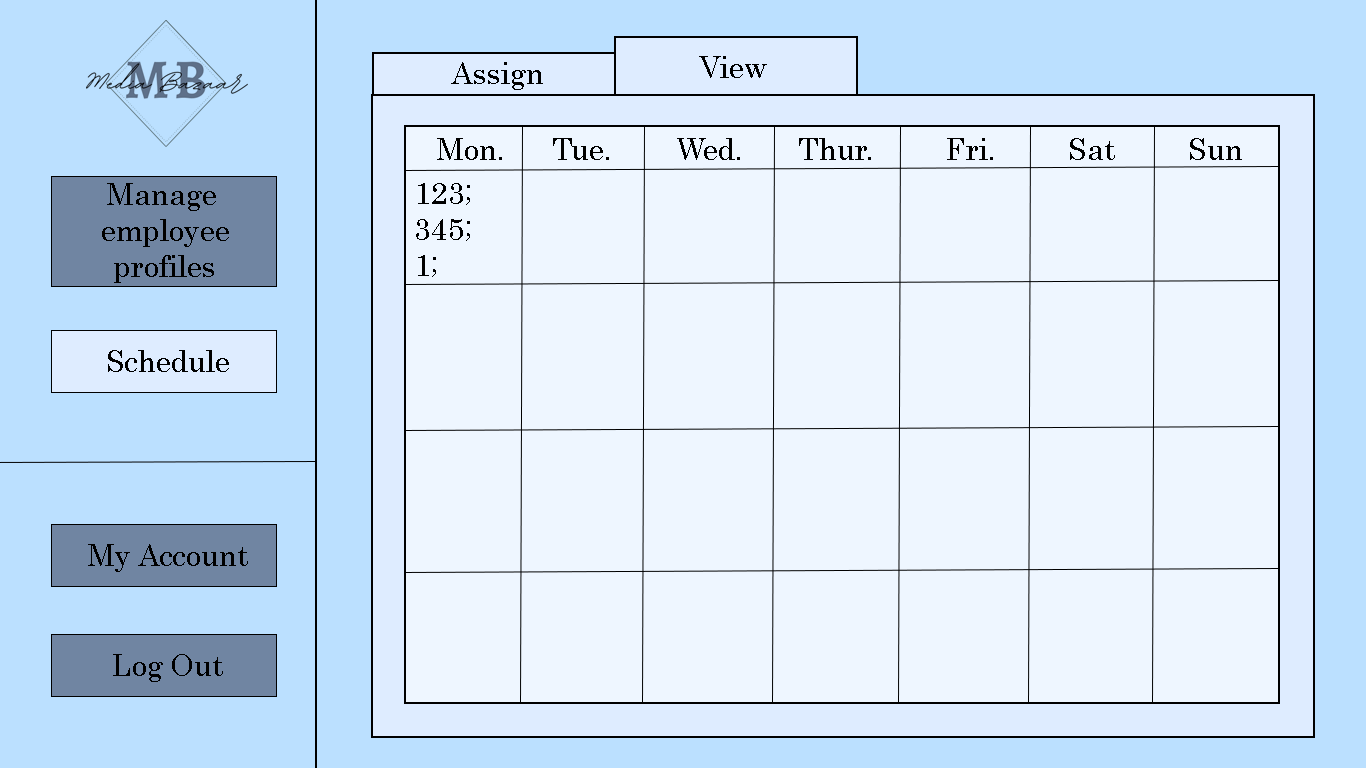 Media Bazaar
MB
Manage
employee
profiles
Schedule
My Account
Log Out
Assign
View
Mon. Tue. Wed. Thur. Fri. Sat Sun
123;
345;
1;